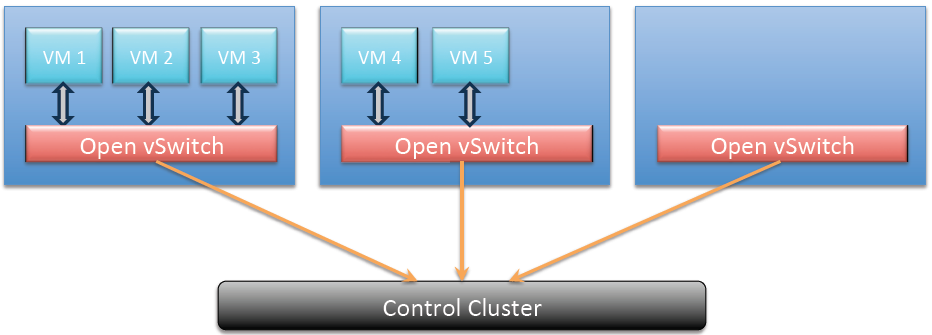 VM 1
VM 2
VM 3
Open vSwitch
VM 4
VM 5
Open vSwitch
Open vSwitch
Control Cluster